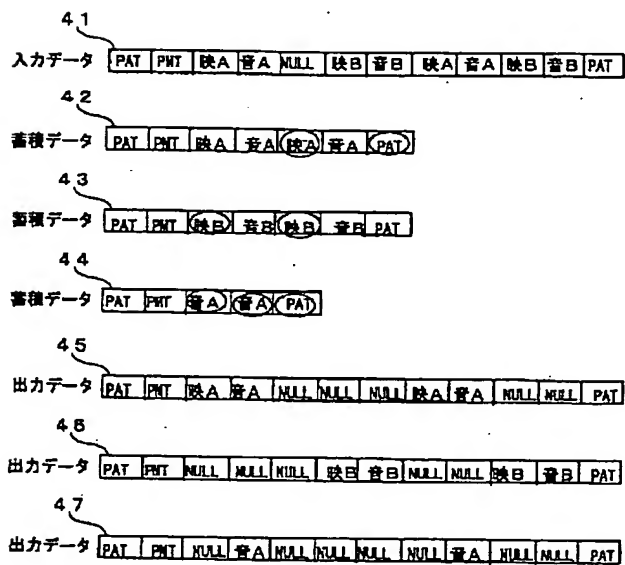 41
入力データ PAT PMT 映A 音A NULL 映B 音B 映A 音A 映B 音B PAT
42
蓄積データ PAT PMT 映A 音A 映A 音A PAT
43
蓄積データ PAT PMT 映B 音B 映B 音B PAT
44
蓄積データ PAT PMT 音A 音A PAT
45
出力データ PAT PMT 映A 音A NULL NULL NULL 映A 音A NULL NULL PAT
46
出力データ PAT PMT NULL NULL NULL 映B 音B NULL NULL 映B 音B PAT
47
出力データ PAT PMT NULL 音A NULL NULL NULL NULL 音A NULL NULL PAT